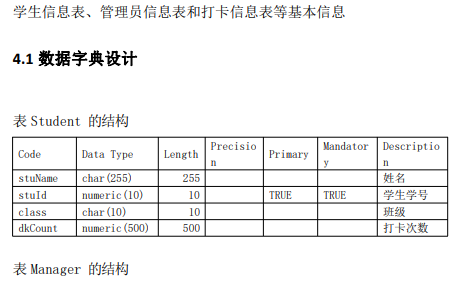 学生信息表、管理员信息表和打卡信息表等基本信息
4.1 数据字典设计
表 Student 的结构
Code Data Type Length Precision Primary Mandatory Description
stuName char(255) 255 姓名
stuId numeric(10) 10 TRUE TRUE 学生学号
class char(10) 10 班级
dkCount numeric(500) 500 打卡次数
表 Manager 的结构